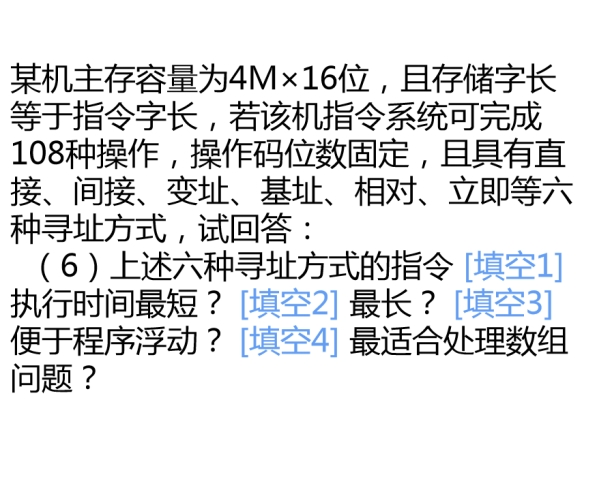 某机主存容量为4M×16位，且存储字长
等于指令字长，若该机指令系统可完成
108种操作，操作码位数固定，且具有直
接、间接、变址、基址、相对、立即等六
种寻址方式，试回答：
（6）上述六种寻址方式的指令 [填空1]
执行时间最短？ [填空2] 最长？ [填空3]
便于程序浮动？ [填空4] 最适合处理数组
问题？